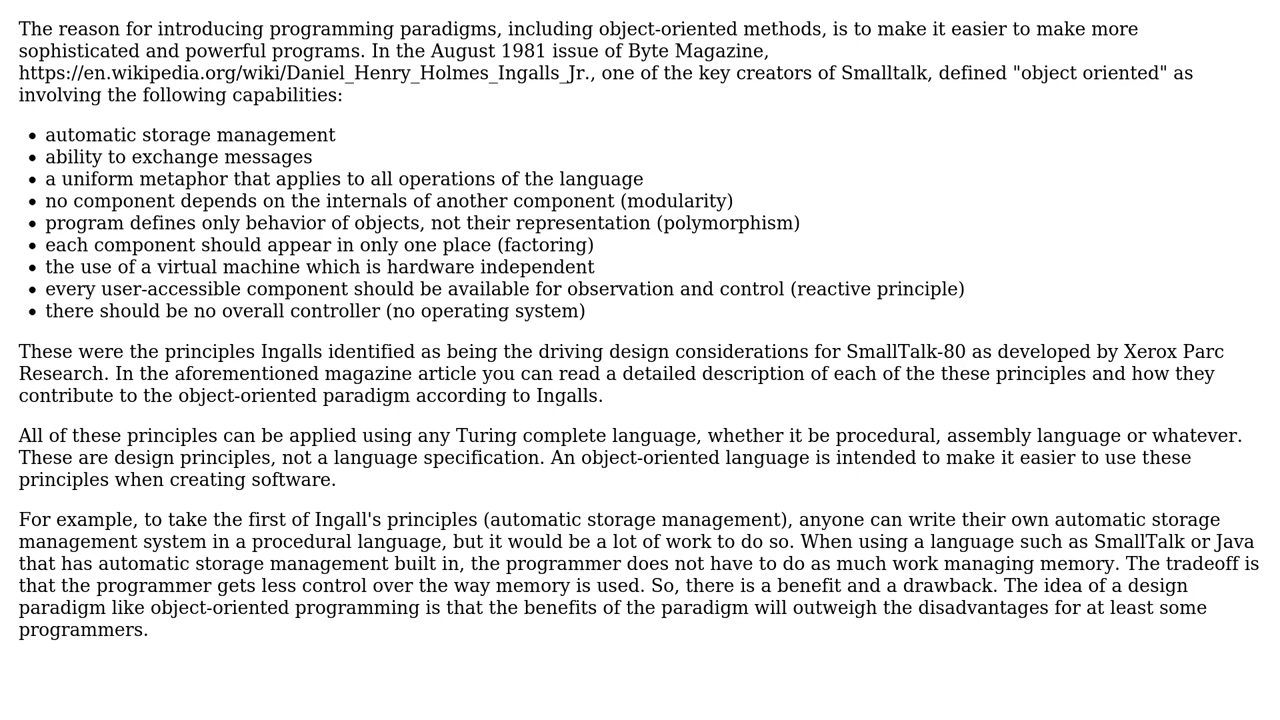 The reason for introducing programming paradigms, including object-oriented methods, is to make it easier to make more
sophisticated and powerful programs. In the August 1981 issue of Byte Magazine,
https://en.wikipedia.org/wiki/Daniel_Henry_Holmes_Ingalls_Jr., one of the key creators of Smalltalk, defined "object oriented" as
involving the following capabilities:
• automatic storage management
• ability to exchange messages
• a uniform metaphor that applies to all operations of the language
• no component depends on the internals of another component (modularity)
• program defines only behavior of objects, not their representation (polymorphism)
• each component should appear in only one place (factoring)
• the use of a virtual machine which is hardware independent
• every user-accessible component should be available for observation and control (reactive principle)
• there should be no overall controller (no operating system)
These were the principles Ingalls identified as being the driving design considerations for SmallTalk-80 as developed by Xerox Parc
Research. In the aforementioned magazine article you can read a detailed description of each of the these principles and how they
contribute to the object-oriented paradigm according to Ingalls.
All of these principles can be applied using any Turing complete language, whether it be procedural, assembly language or whatever.
These are design principles, not a language specification. An object-oriented language is intended to make it easier to use these
principles when creating software.
For example, to take the first of Ingall's principles (automatic storage management), anyone can write their own automatic storage
management system in a procedural language, but it would be a lot of work to do so. When using a language such as SmallTalk or Java
that has automatic storage management built in, the programmer does not have to do as much work managing memory. The tradeoff is
that the programmer gets less control over the way memory is used. So, there is a benefit and a drawback. The idea of a design
paradigm like object-oriented programming is that the benefits of the paradigm will outweigh the disadvantages for at least some
programmers.